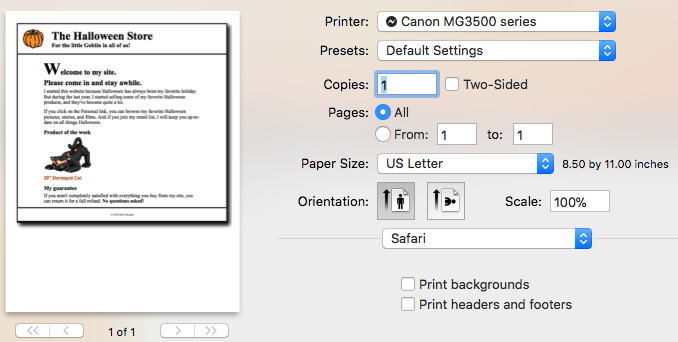 The Halloween Store
For the little Goblin in all of us!
Welcome to my site.
Please come in and stay awhile.
I started this website because Halloween has always been my favorite holiday.
But during the last year, I started selling some of my favorite Halloween
products, and they've become quite a hit.
If you click on the Personal link, you can browse my favorite Halloween
pictures, stories, and films. And if you join my email list, I will keep you up-to-
date on all things Halloween.
Product of the week
20" Deranged Cat
My guarantee
If you aren't completely satisfied with everything you buy from my site, you
can return it for a full refund. No questions asked!
<< < 1 of 1 > >>
Printer: Canon MG3500 series
Presets: Default Settings
Copies: 1 Two-Sided
Pages: All
From: 1 to: 1
Paper Size: US Letter 8.50 by 11.00 inches
Orientation: Scale: 100%
Safari
Print backgrounds
Print headers and footers